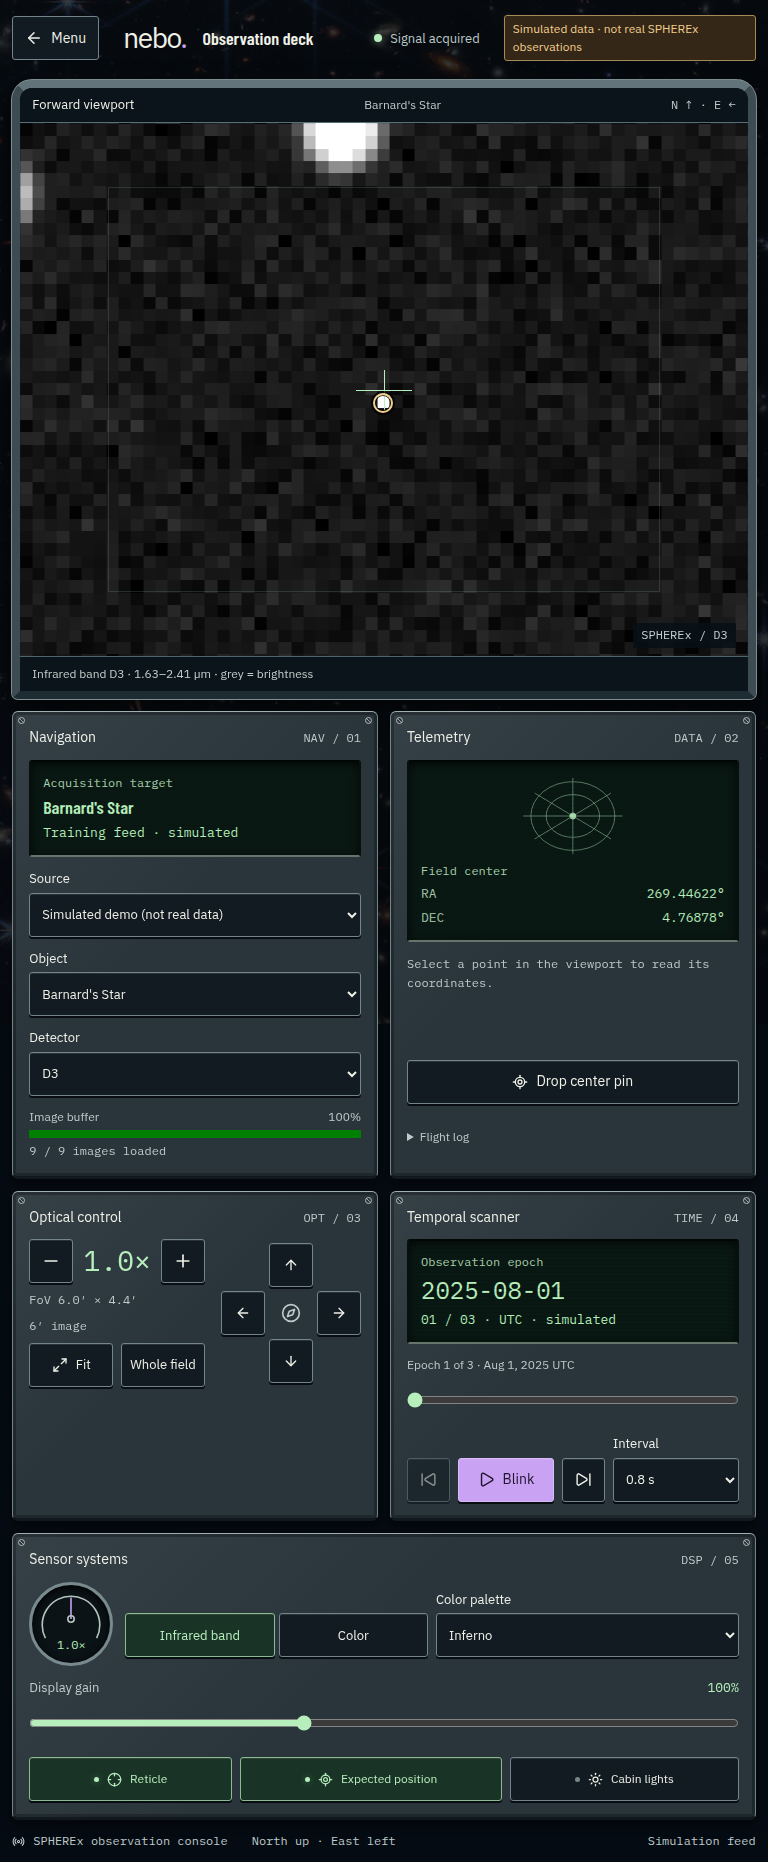 Menu
nebo.
Observation deck
Signal acquired
Simulated data · not real SPHEREx
observations
Forward viewport
Barnard's Star
N ↑ · E ←
SPHEREx / D3
Infrared band D3 · 1.63–2.41 µm · grey = brightness
Navigation
NAV / 01
Acquisition target
Barnard's Star
Training feed · simulated
Source
Simulated demo (not real data)
Object
Barnard's Star
Detector
D3
Image buffer
100%
9 / 9 images loaded
Telemetry
DATA / 02
Field center
RA
269.44622°
DEC
4.76878°
Select a point in the viewport to read its
coordinates.
Drop center pin
Flight log
Optical control
OPT / 03
1.0×
FoV 6.0′ × 4.4′
6′ image
Fit
Whole field
Temporal scanner
TIME / 04
Observation epoch
2025-08-01
01 / 03 · UTC · simulated
Epoch 1 of 3 · Aug 1, 2025 UTC
Interval
Blink
0.8 s
Sensor systems
DSP / 05
1.0×
Infrared band
Color
Color palette
Inferno
Display gain
100%
Reticle
Expected position
Cabin lights
SPHEREx observation console
North up · East left
Simulation feed